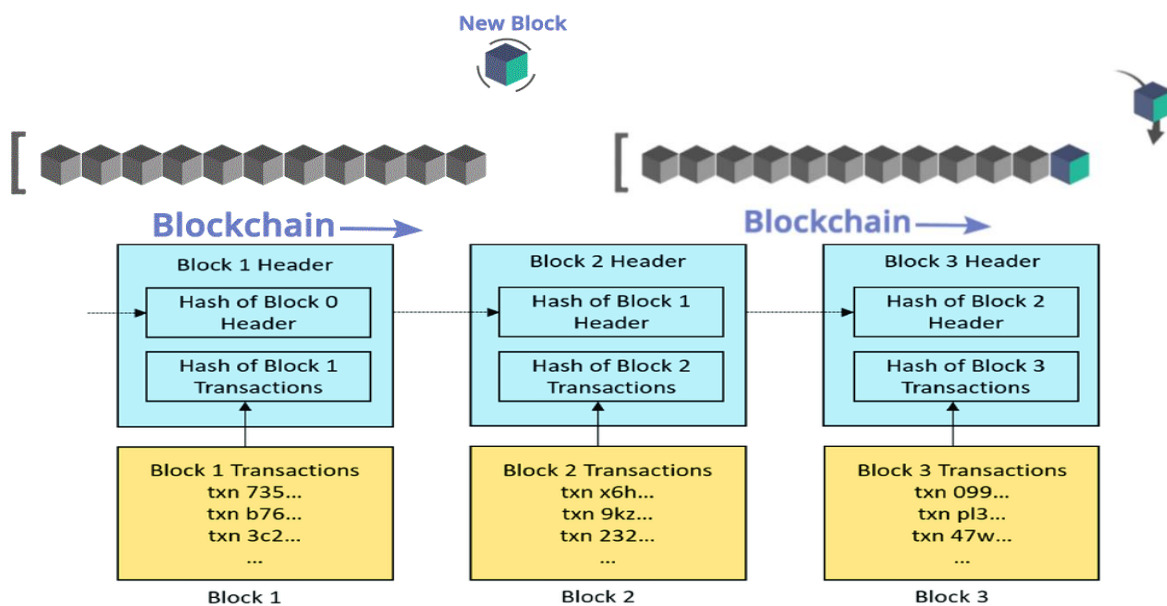 New Block
Blockchain
Blockchain
Block 1 Header
Hash of Block 0
Header
Hash of Block 1
Transactions
Block 1 Transactions
txn 735...
txn b76...
txn 3c2...
...
Block 1
Block 2 Header
Hash of Block 1
Header
Hash of Block 2
Transactions
Block 2 Transactions
txn x6h...
txn 9kz...
txn 232...
...
Block 2
Block 3 Header
Hash of Block 2
Header
Hash of Block 3
Transactions
Block 3 Transactions
txn 099...
txn pl3...
txn 47w...
...
Block 3